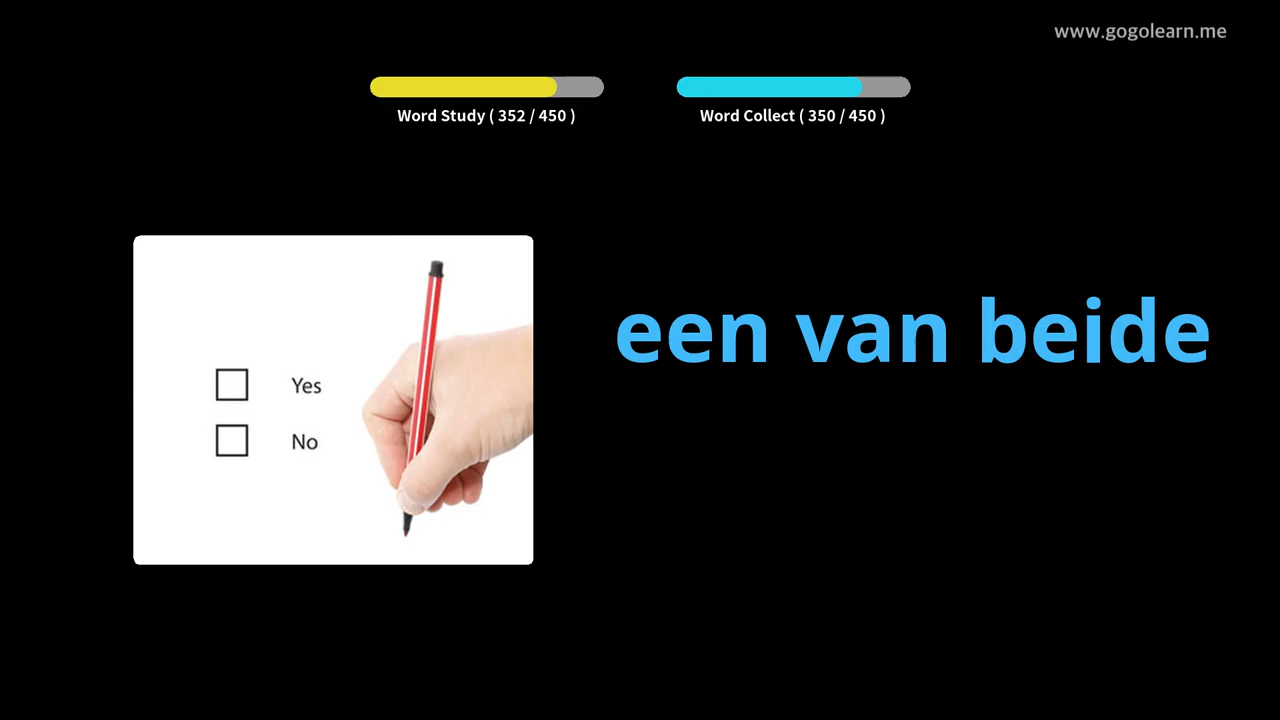 www.gogolearn.me
Word Study ( 352 / 450 )
Word Collect ( 350 / 450 )
een van beide
Yes
No